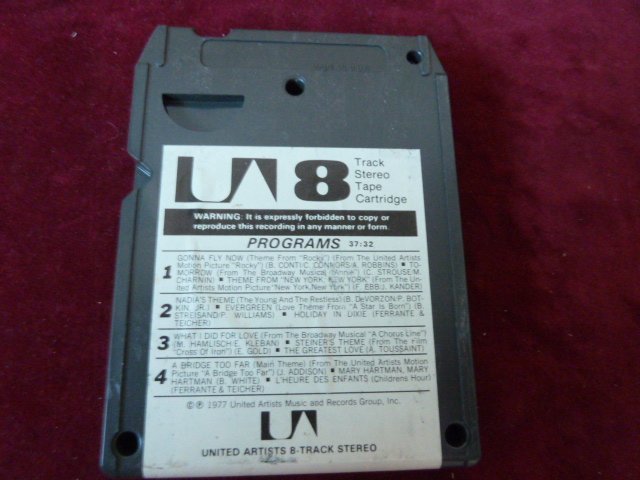 UA 8 Track
Stereo
Tape
Cartridge
WARNING: It is expressly forbidden to copy or
reproduce this recording in any manner or form.
PROGRAMS 37:32
1 GONNA FLY NOW (Theme From "Rocky") (From The United Artists
Motion Picture "Rocky") (B. CONTI/C. CONNORS/A. ROBBINS) ■ TO-
MORROW (From The Broadway Musical "Annie") (C. STROUSE/M.
CHARNIN) ■ THEME FROM "NEW YORK, NEW YORK" (From The Un-
ited Artists Motion Picture "New York, New York") (F. EBB/J. KANDER)
2 NADIA'S THEME (The Young And The Restless) (B. DeVORZON/P. BOT-
KIN, JR.) ■ EVERGREEN (Love Theme From "A Star Is Born") (B.
STREISAND/P. WILLIAMS) ■ HOLIDAY IN DIXIE (FERRANTE &
TEICHER)
3 WHAT I DID FOR LOVE (From The Broadway Musical "A Chorus Line")
(M. HAMLISCH/E. KLEBAN) ■ STEINER'S THEME (From The Film
"Cross Of Iron") (E. GOLD) ■ THE GREATEST LOVE (A. TOUSSAINT)
4 A BRIDGE TOO FAR (Main Theme) (From The United Artists Motion
Picture "A Bridge Too Far") (J. ADDISON) ■ MARY HARTMAN, MARY
HARTMAN (B. WHITE) ■ L'HEURE DES ENFANTS (Childrens Hour)
(FERRANTE & TEICHER)
© ℗ 1977 United Artists Music and Records Group, Inc.
UA
UNITED ARTISTS 8-TRACK STEREO